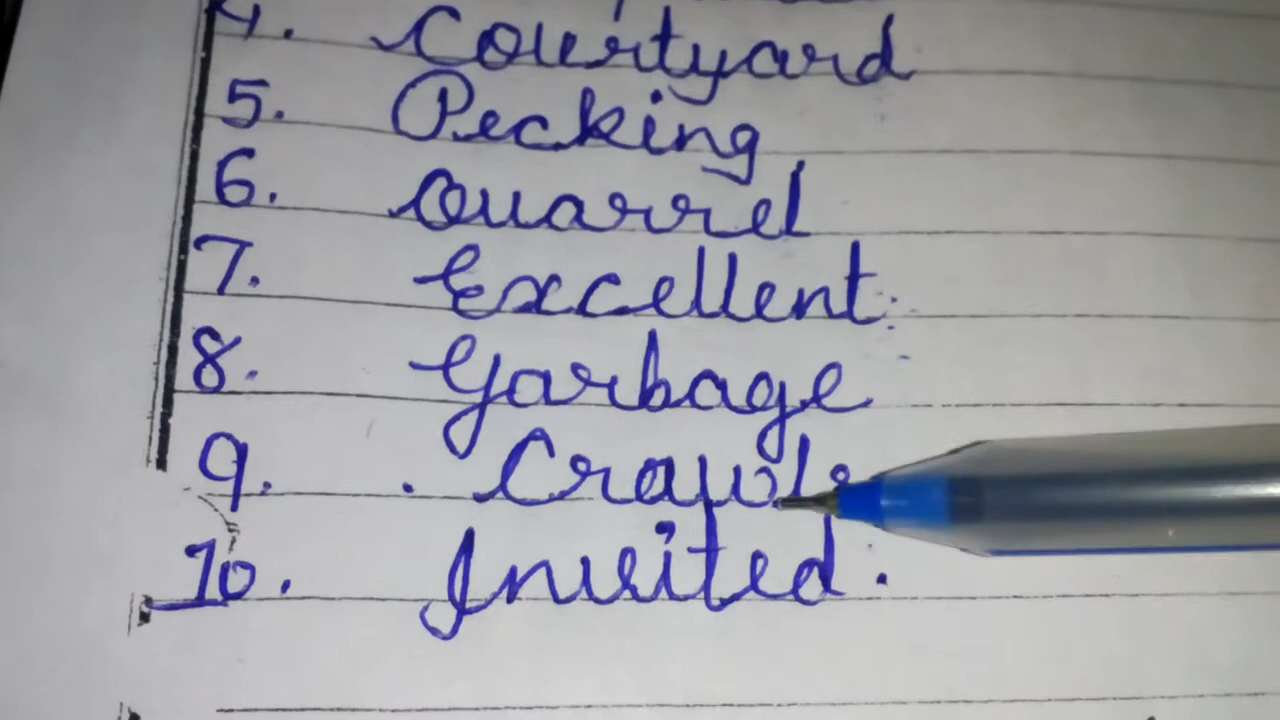 4. Courtyard
5. Pecking
6. Quarrel
7. Excellent
8. Garbage
9. Crawl
10. Invited.